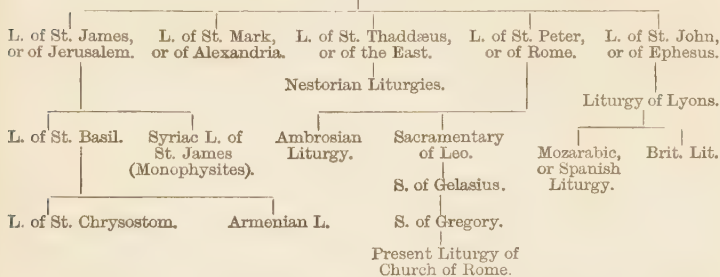 L. of St. James, L. of St. Mark, L. of St. Thaddæus, L. of St. Peter L. of St. John,
or of Jerusalem. or of Alexandria. or of the East. or of Rome. or of Ephesus.
Nestorian Liturgies.
Liturgy of Lyons.
L. of St. Basil. Syriac L. of Ambrosian Sacramentary
St. James Liturgy. of Leo. Mozarabic, Brit. Lit.
(Monophysites). or Spanish
S. of Gelasius. Liturgy.
L. of St. Chrysostom. Armenian L. S. of Gregory.
Present Liturgy of
Church of Rome.